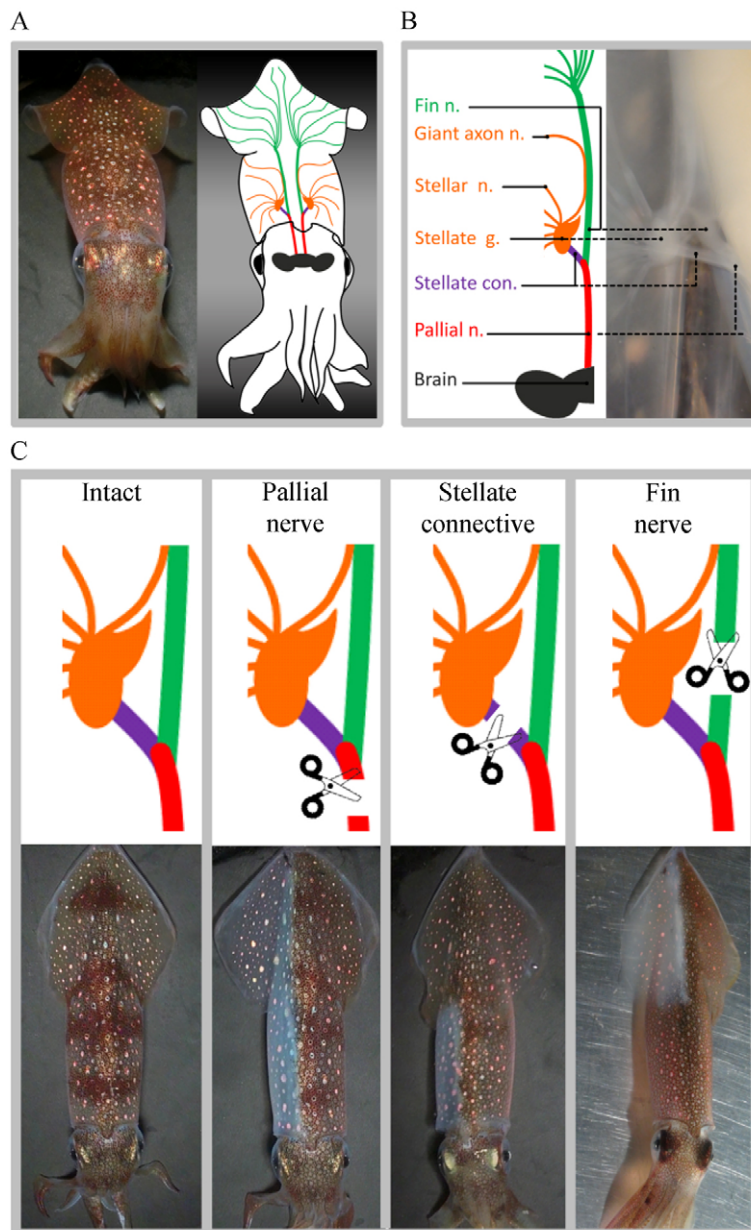 A
B
Fin n.
Giant axon n.
Stellar n.
Stellate g.
Stellate con.
Pallial n.
Brain
C
Intact
Pallial
nerve
Stellate
connective
Fin
nerve